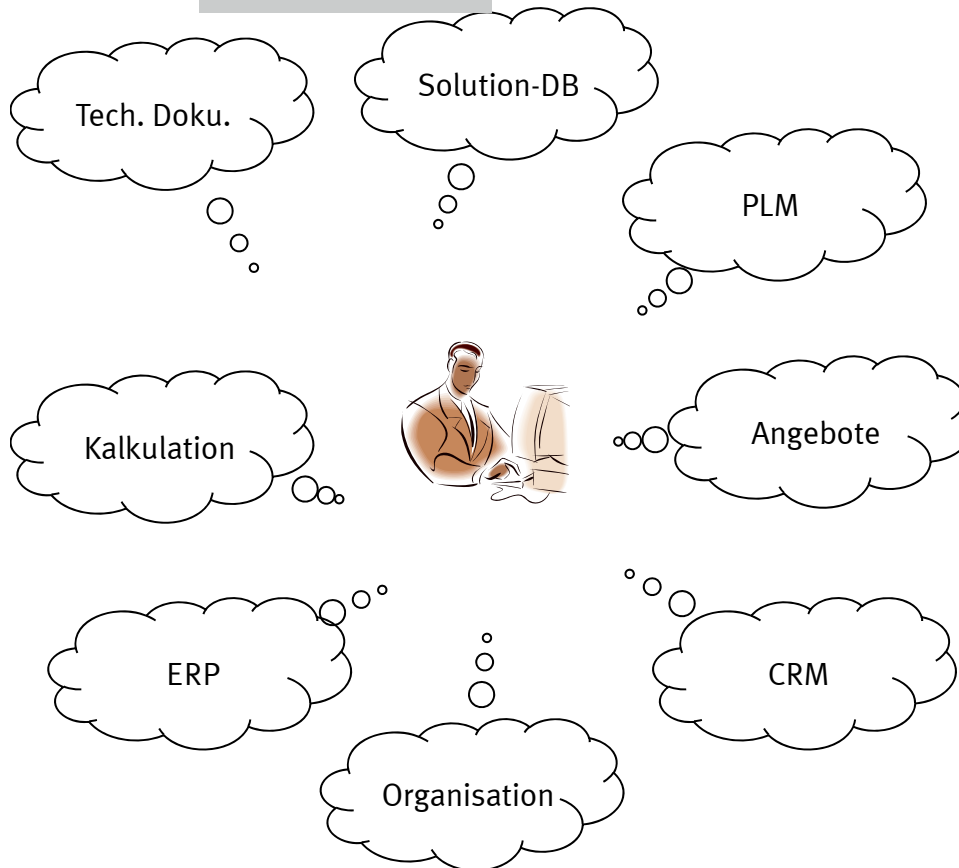 Solution-DB
Tech. Doku.
PLM
Angebote
Kalkulation
ERP
CRM
Organisation